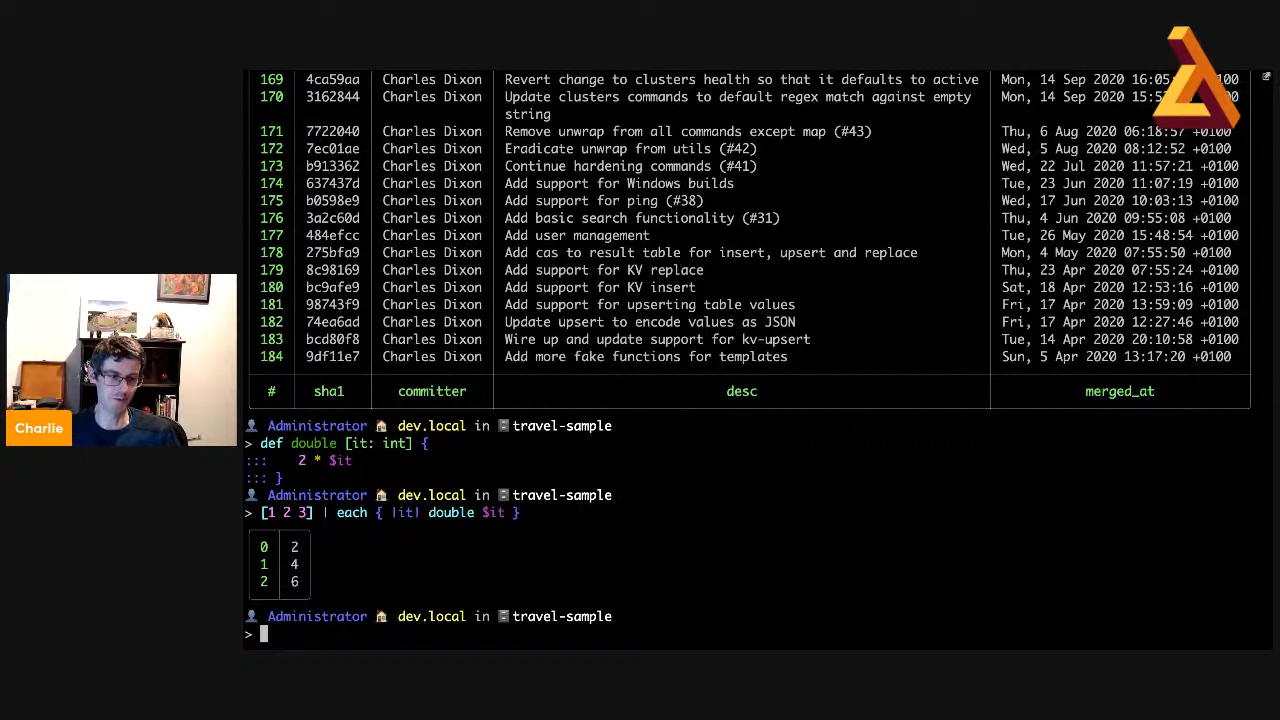 169 4ca59aa Charles Dixon Revert change to clusters health so that it defaults to active Mon, 14 Sep 2020 16:05: +0100
170 3162844 Charles Dixon Update clusters commands to default regex match against empty Mon, 14 Sep 2020 15:5 +0100
string
171 7722040 Charles Dixon Remove unwrap from all commands except map (#43) Thu, 6 Aug 2020 06:18:57 +0100
172 7ec01ae Charles Dixon Eradicate unwrap from utils (#42) Wed, 5 Aug 2020 08:12:52 +0100
173 b913362 Charles Dixon Continue hardening commands (#41) Wed, 22 Jul 2020 11:57:21 +0100
174 637437d Charles Dixon Add support for Windows builds Tue, 23 Jun 2020 11:07:19 +0100
175 b0598e9 Charles Dixon Add support for ping (#38) Wed, 17 Jun 2020 10:03:13 +0100
176 3a2c60d Charles Dixon Add basic search functionality (#31) Thu, 4 Jun 2020 09:55:08 +0100
177 484efcc Charles Dixon Add user management Tue, 26 May 2020 15:48:54 +0100
178 275bfa9 Charles Dixon Add cas to result table for insert, upsert and replace Mon, 4 May 2020 07:55:50 +0100
179 8c98169 Charles Dixon Add support for KV replace Thu, 23 Apr 2020 07:55:24 +0100
180 bc9afe9 Charles Dixon Add support for KV insert Sat, 18 Apr 2020 12:53:16 +0100
181 98743f9 Charles Dixon Add support for upserting table values Fri, 17 Apr 2020 13:59:09 +0100
182 74ea6ad Charles Dixon Update upsert to encode values as JSON Fri, 17 Apr 2020 12:27:46 +0100
183 bcd80f8 Charles Dixon Wire up and update support for kv-upsert Tue, 14 Apr 2020 20:10:58 +0100
184 9df11e7 Charles Dixon Add more fake functions for templates Sun, 5 Apr 2020 13:17:20 +0100
# sha1 committer desc merged_at
Administrator dev.local in travel-sample
> def double [it: int] {
::: 2 * $it
::: }
Administrator dev.local in travel-sample
> [1 2 3] | each { |it| double $it }
0 2
1 4
2 6
Administrator dev.local in travel-sample
>
Charlie